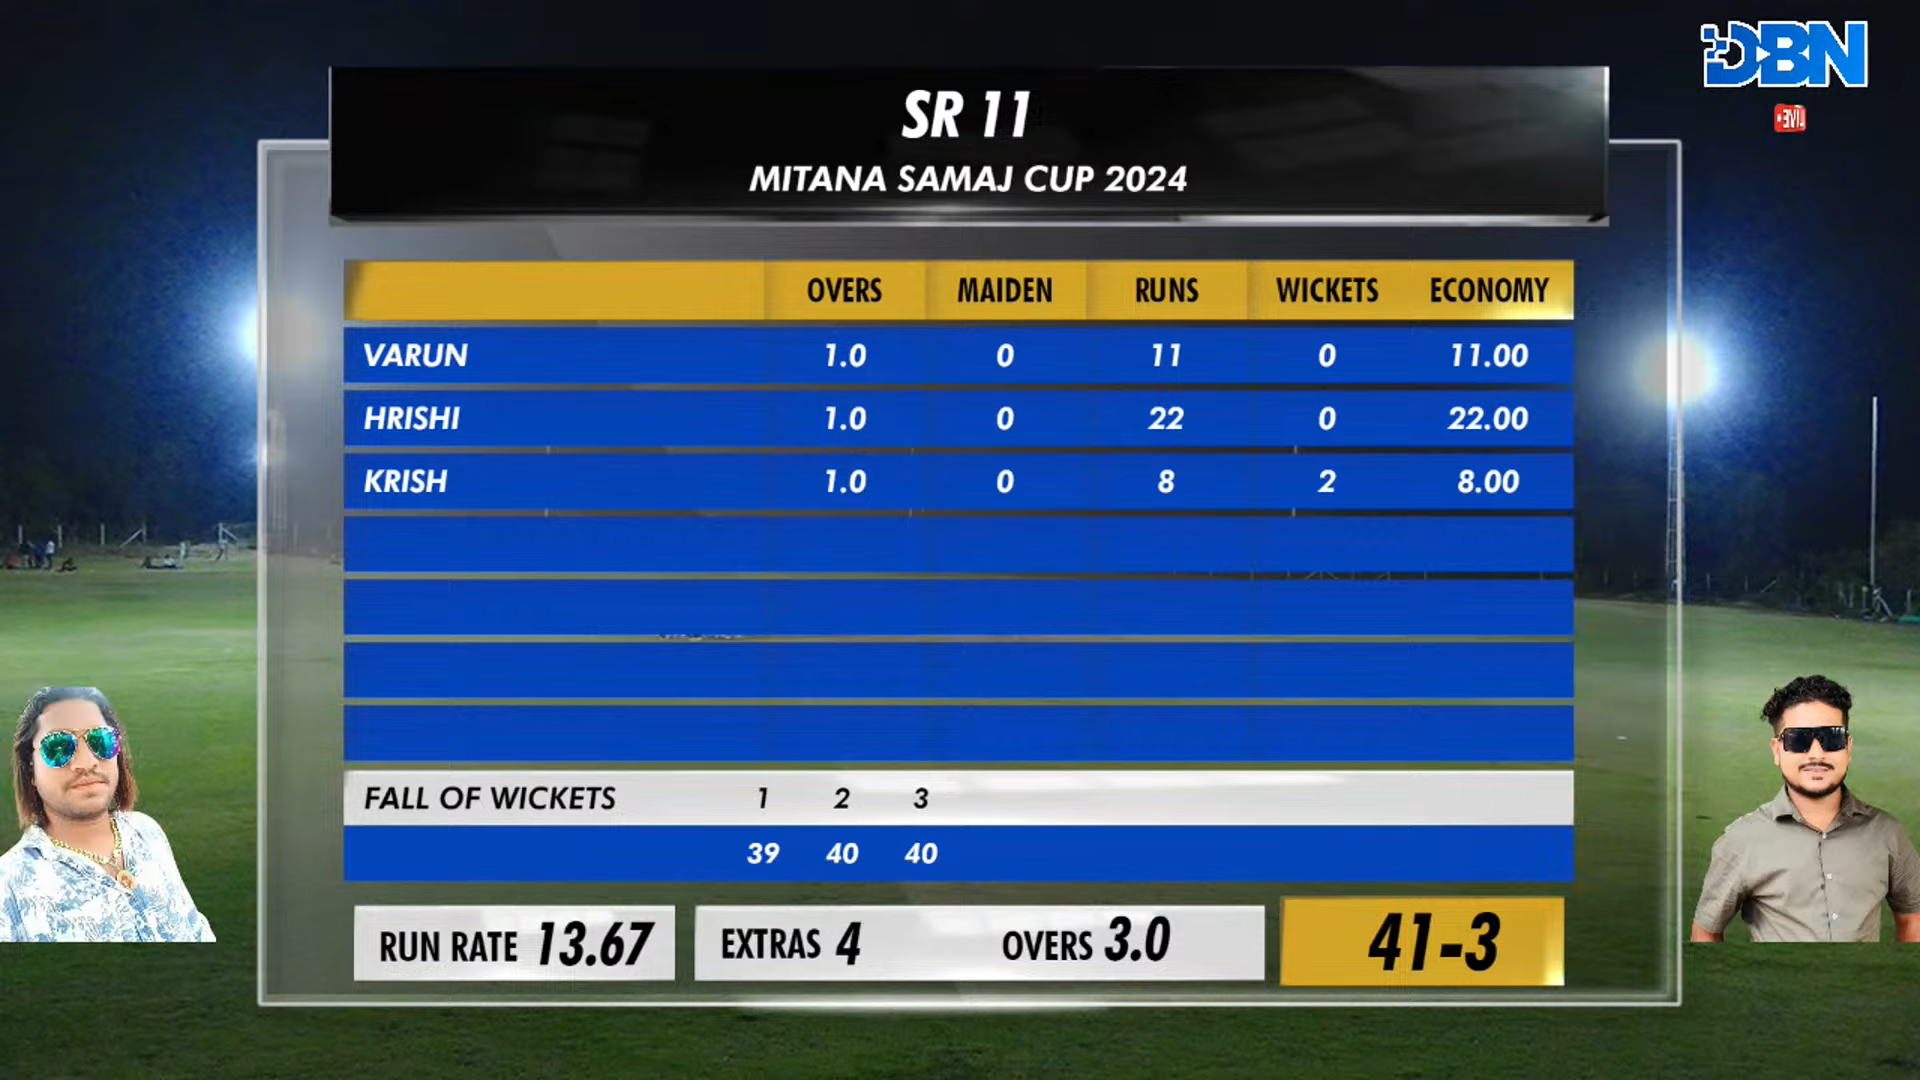 DBN
LIVE
SR 11
MITANA SAMAJ CUP 2024
OVERS MAIDEN RUNS WICKETS ECONOMY
VARUN 1.0 0 11 0 11.00
HRISHI 1.0 0 22 0 22.00
KRISH 1.0 0 8 2 8.00
FALL OF WICKETS 1 2 3
39 40 40
RUN RATE 13.67 EXTRAS 4 OVERS 3.0 41-3